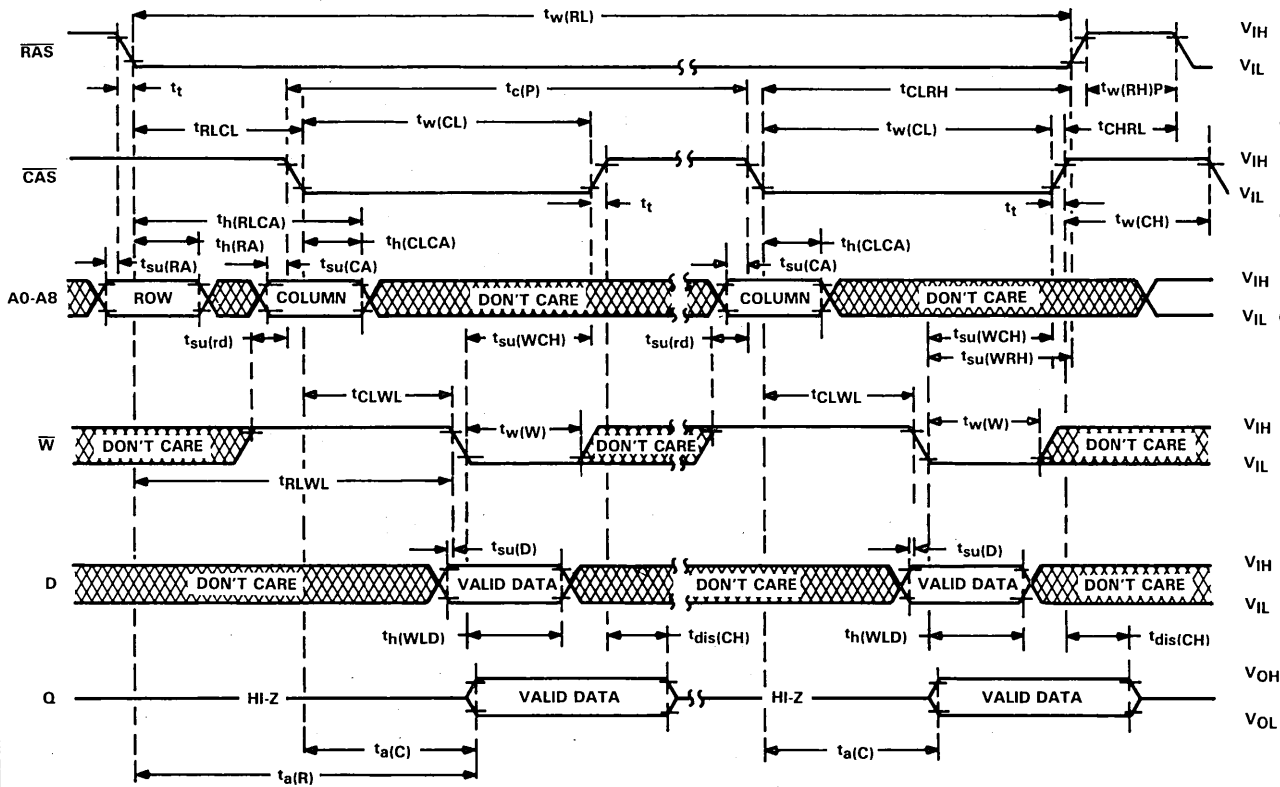 tw(RL)
RAS
VIH
VIL
tt
tc(P)
tCLRH
tw(RH)P
tRLCL
tw(CL)
tw(CL)
tCHRL
CAS
VIH
VIL
tt
tt
tw(CH)
th(RLCA)
th(RA)
th(CLCA)
th(CLCA)
tsu(RA)
tsu(CA)
tsu(CA)
A0-A8
ROW
COLUMN
DON'T CARE
COLUMN
DON'T CARE
VIH
VIL
tsu(rd)
tsu(WCH)
tsu(rd)
tsu(WCH)
tsu(WRH)
tCLWL
tCLWL
tw(W)
tw(W)
W
DON'T CARE
DON'T CARE
DON'T CARE
VIH
VIL
tRLWL
tsu(D)
tsu(D)
D
DON'T CARE
VALID DATA
DON'T CARE
VALID DATA
DON'T CARE
VIH
VIL
th(WLD)
tdis(CH)
th(WLD)
tdis(CH)
Q
HI-Z
VALID DATA
HI-Z
VALID DATA
VOH
VOL
ta(C)
ta(C)
ta(R)